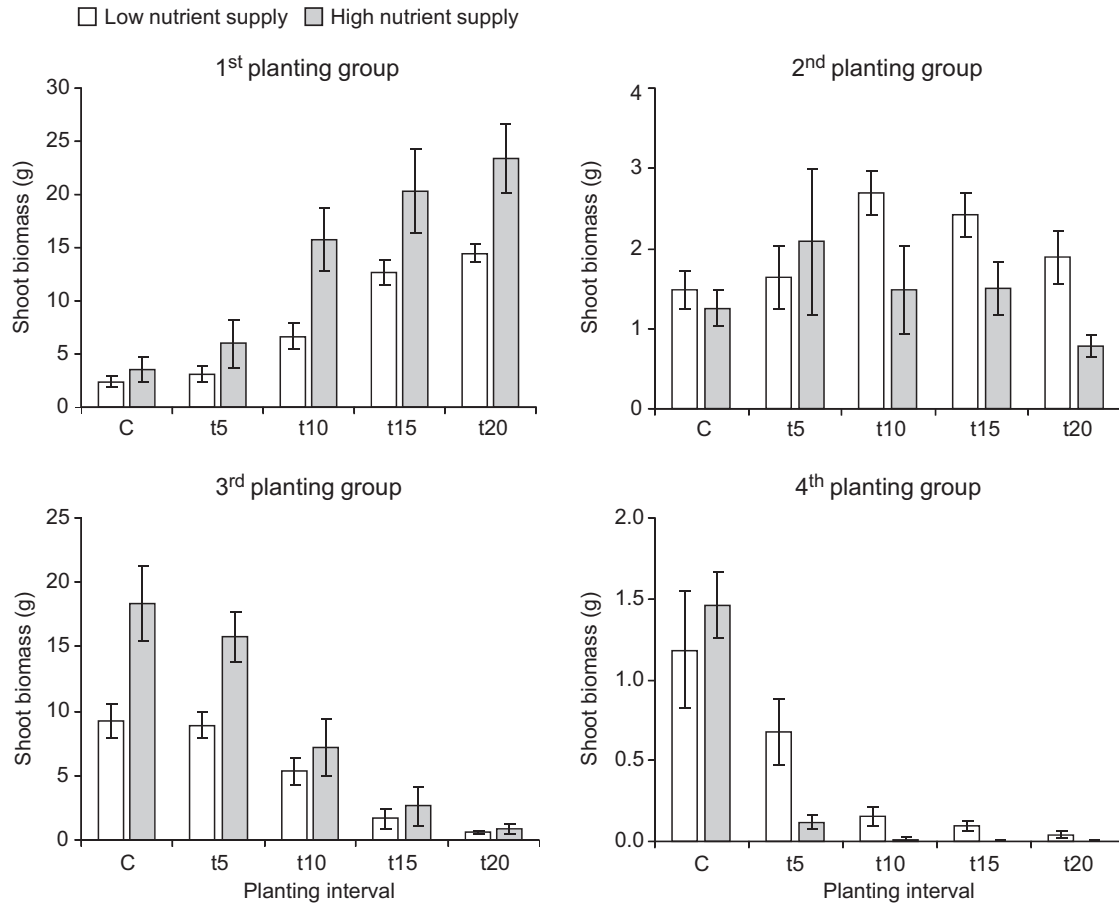 Low nutrient supply High nutrient supply
1st planting group
30
25
20
15
10
5
0
Shoot biomass (g)
C t5 t10 t15 t20
2nd planting group
4
3
2
1
0
Shoot biomass (g)
C t5 t10 t15 t20
3rd planting group
25
20
15
10
5
0
Shoot biomass (g)
C t5 t10 t15 t20
Planting interval
4th planting group
2.0
1.5
1.0
0.5
0.0
Shoot biomass (g)
C t5 t10 t15 t20
Planting interval